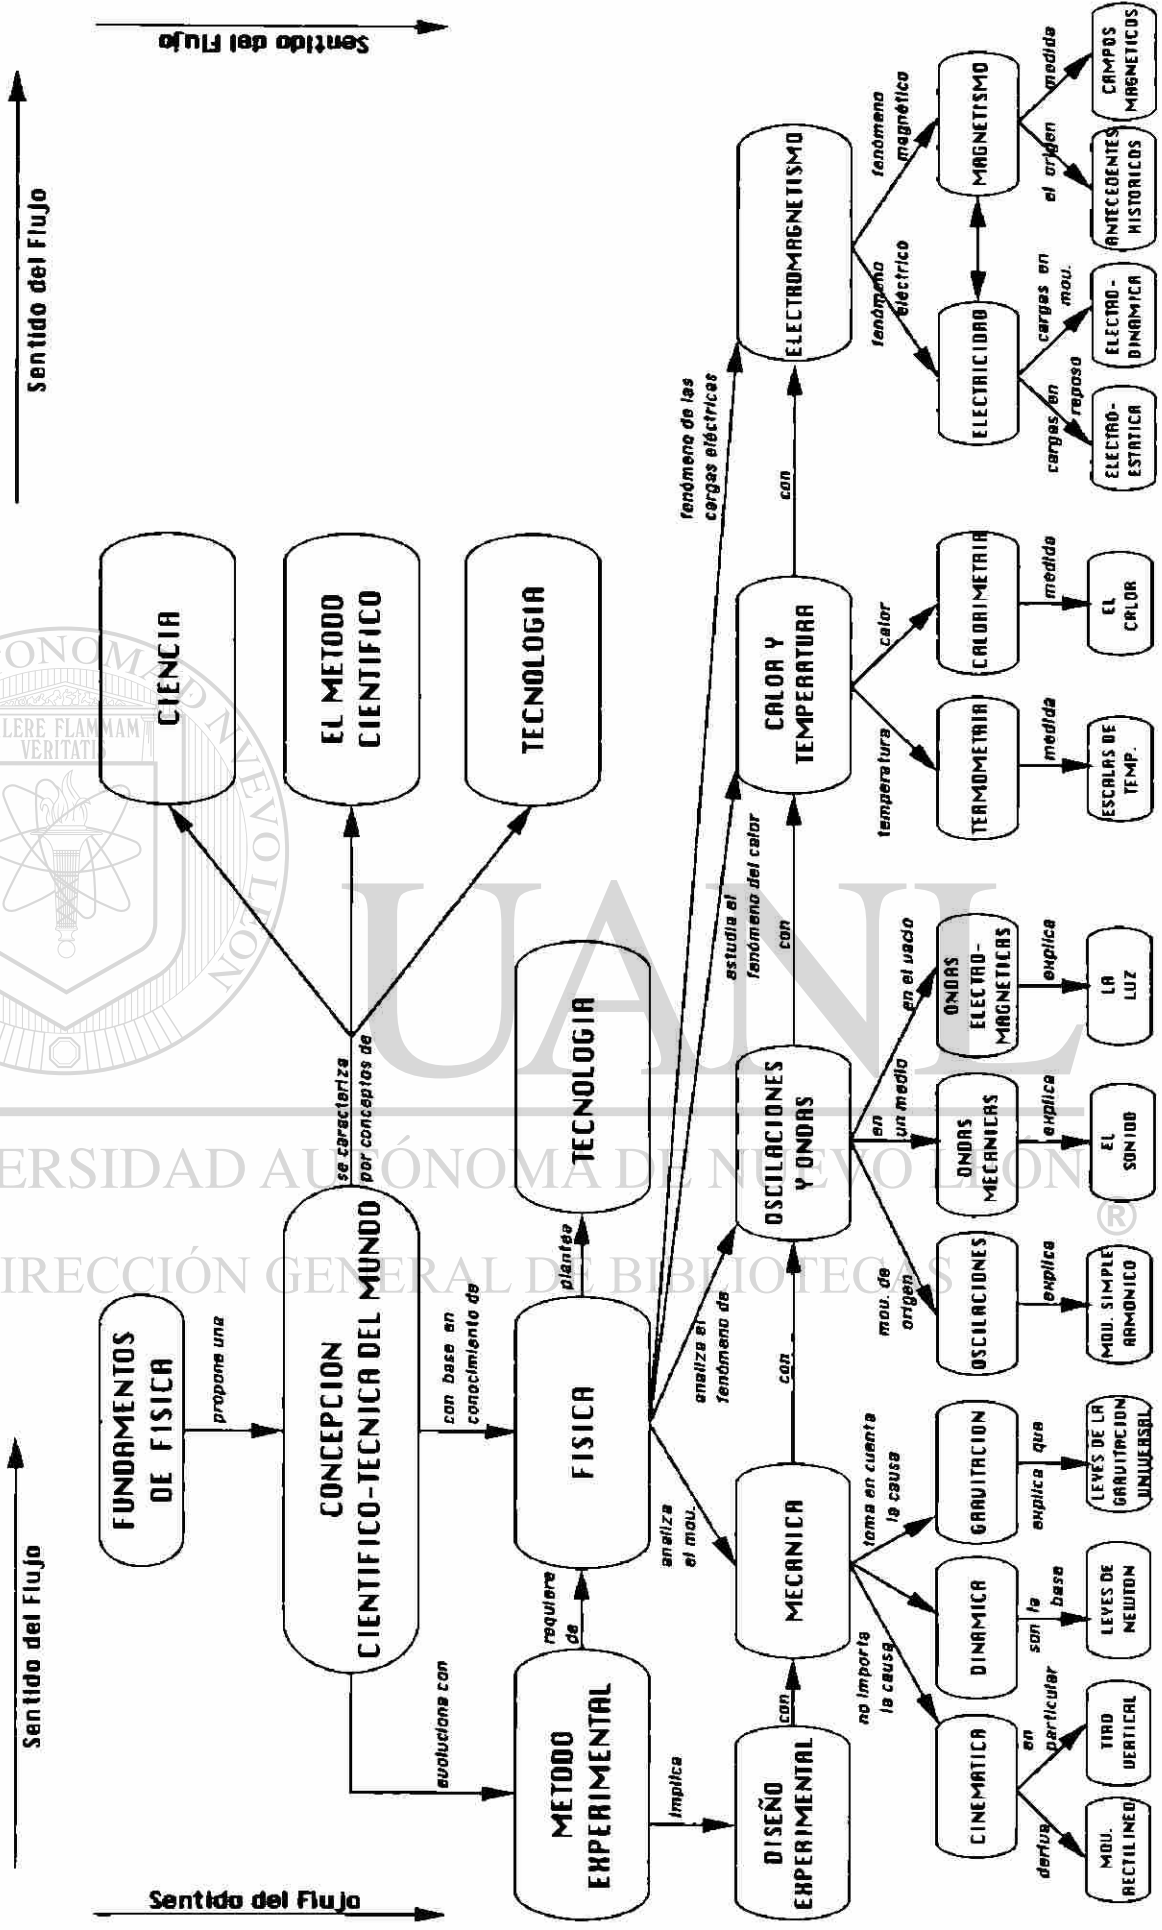 Sentido del Flujo
Sentido del Flujo
Sentido del Flujo
Sentido del Flujo
FUNDAMENTOS
DE FISICA
propone una
CONCEPCION
CIENTIFICO-TECNICA DEL MUNDO
se caracteriza
por conceptos de
CIENCIA
EL METODO
CIENTIFICO
TECNOLOGIA
evoluciona con
con base en
conocimiento de
METODO
EXPERIMENTAL
requiere
de
FISICA
plantea
TECNOLOGIA
implica
analiza
el mov.
analiza el
fenómeno de
estudia el
fenómeno del calor
fenómeno de las
cargas eléctricas
DISEÑO
EXPERIMENTAL
con
MECANICA
con
OSCILACIONES
Y ONDAS
con
CALOR Y
TEMPERATURA
con
ELECTROMAGNETISMO
no importa
la causa
toma en cuenta
la causa
mov. de
origen
en
un medio
en el vacio
temperatura
calor
fenómeno
eléctrico
fenómeno
magnético
CINEMATICA
DINAMICA
GRAVITACION
OSCILACIONES
ONDAS
MECANICAS
ONDAS
ELECTRO-
MAGNETICAS
TERMOMETRIA
CALORIMETRIA
ELECTRICIDAD
MAGNETISMO
deriva
en
particular
son la
base
explica que
explica
explica
explica
medida
medida
cargas en
reposo
cargas en
mov.
el origen
medida
MOV.
RECTILINEO
TIRO
VERTICAL
LEYES DE
NEWTON
LEYES DE LA
GRAVITACION
UNIVERSAL
MOV. SIMPLE
ARMONICO
EL
SONIDO
LA
LUZ
ESCALAS DE
TEMP.
EL
CALOR
ELECTRO-
ESTATICA
ELECTRO-
DINAMICA
ANTECEDENTES
HISTORICOS
CAMPOS
MAGNETICOS
UANL
ERSIDAD AUTÓNOMA DE NUEVO LEÓN
®
IRECCIÓN GENERAL DE BIBLIOTECAS
ONOMA D NUEVO LEÓN
LERE FLAMMAM
VERITATIS